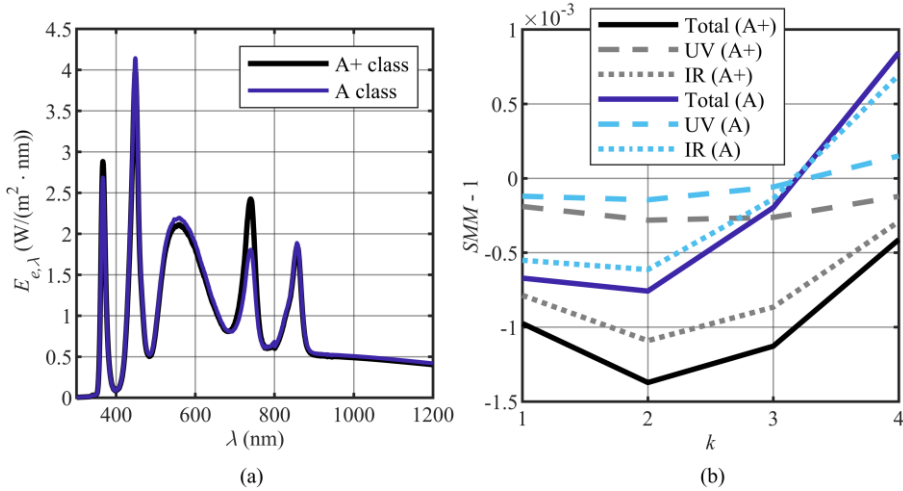 4.5
4
3.5
3
2.5
2
1.5
1
0.5
0
400
600
800
1000
1200
E_{e,λ} (W/(m² · nm))
λ (nm)
A+ class
A class
(a)
×10⁻³
1
0.5
0
-0.5
-1
-1.5
1
2
3
4
SMM - 1
k
Total (A+)
UV (A+)
IR (A+)
Total (A)
UV (A)
IR (A)
(b)